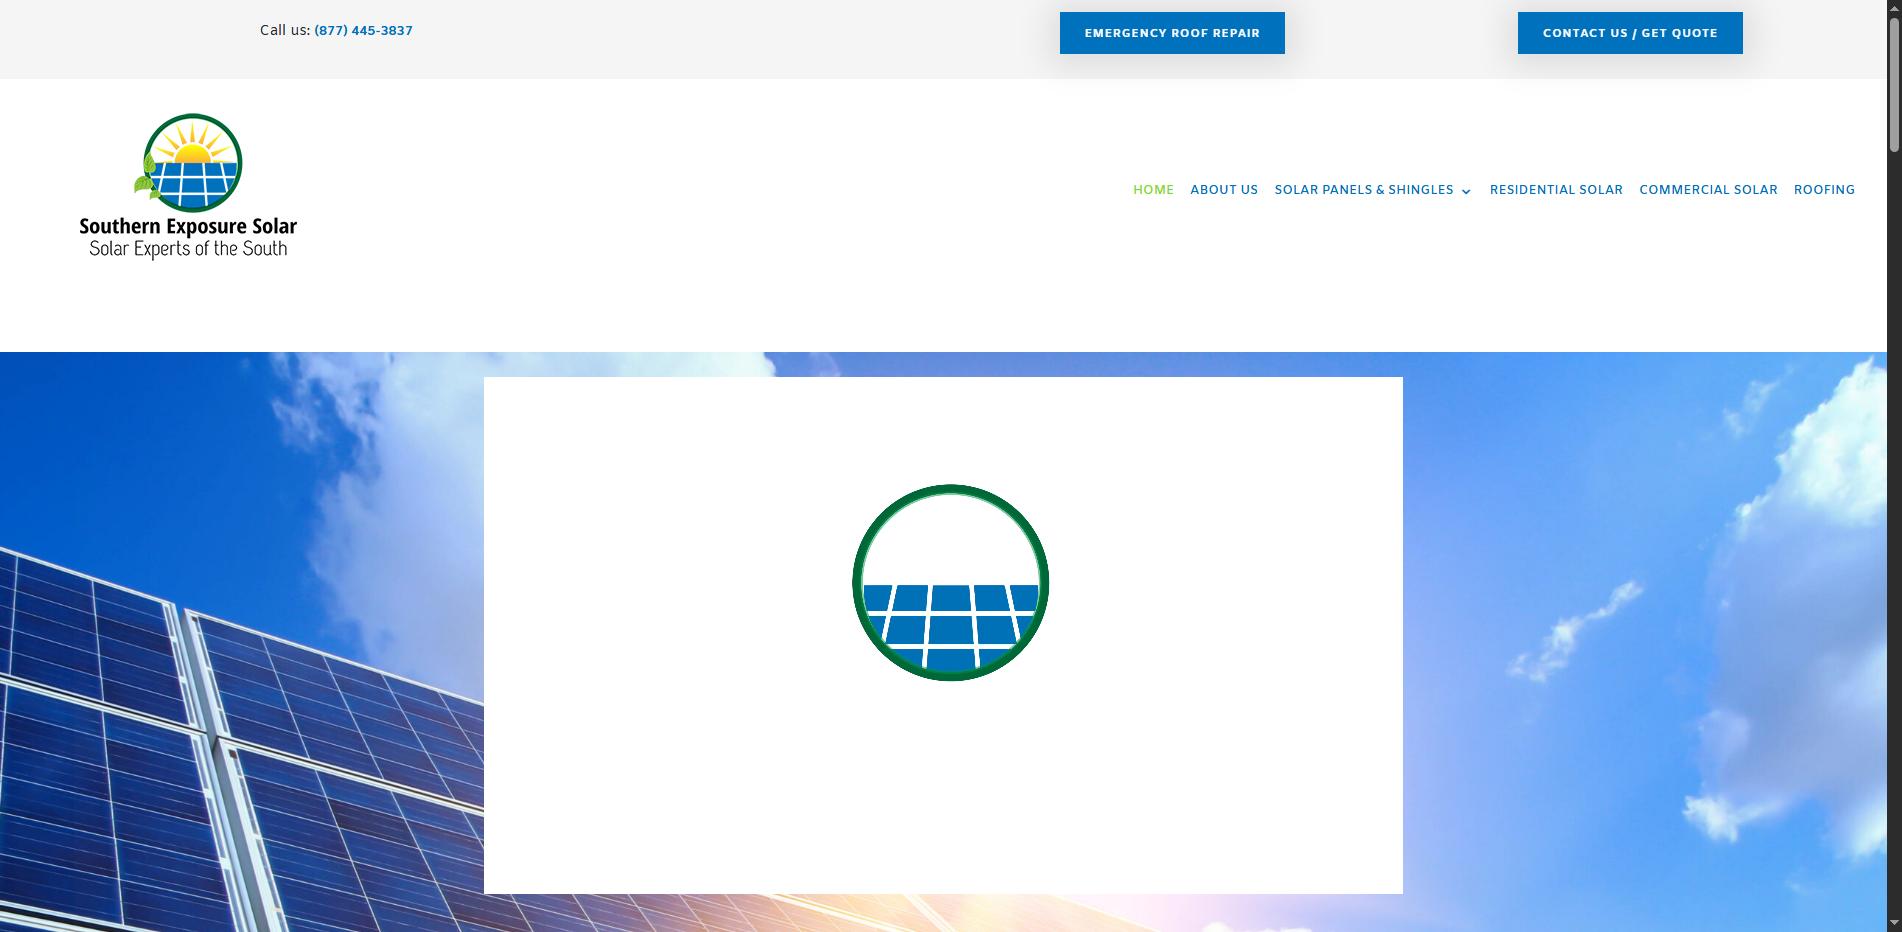 Call us: (877) 445-3837
EMERGENCY ROOF REPAIR
CONTACT US / GET QUOTE
Southern Exposure Solar
Solar Experts of the South
HOME
ABOUT US
SOLAR PANELS & SHINGLES
RESIDENTIAL SOLAR
COMMERCIAL SOLAR
ROOFING